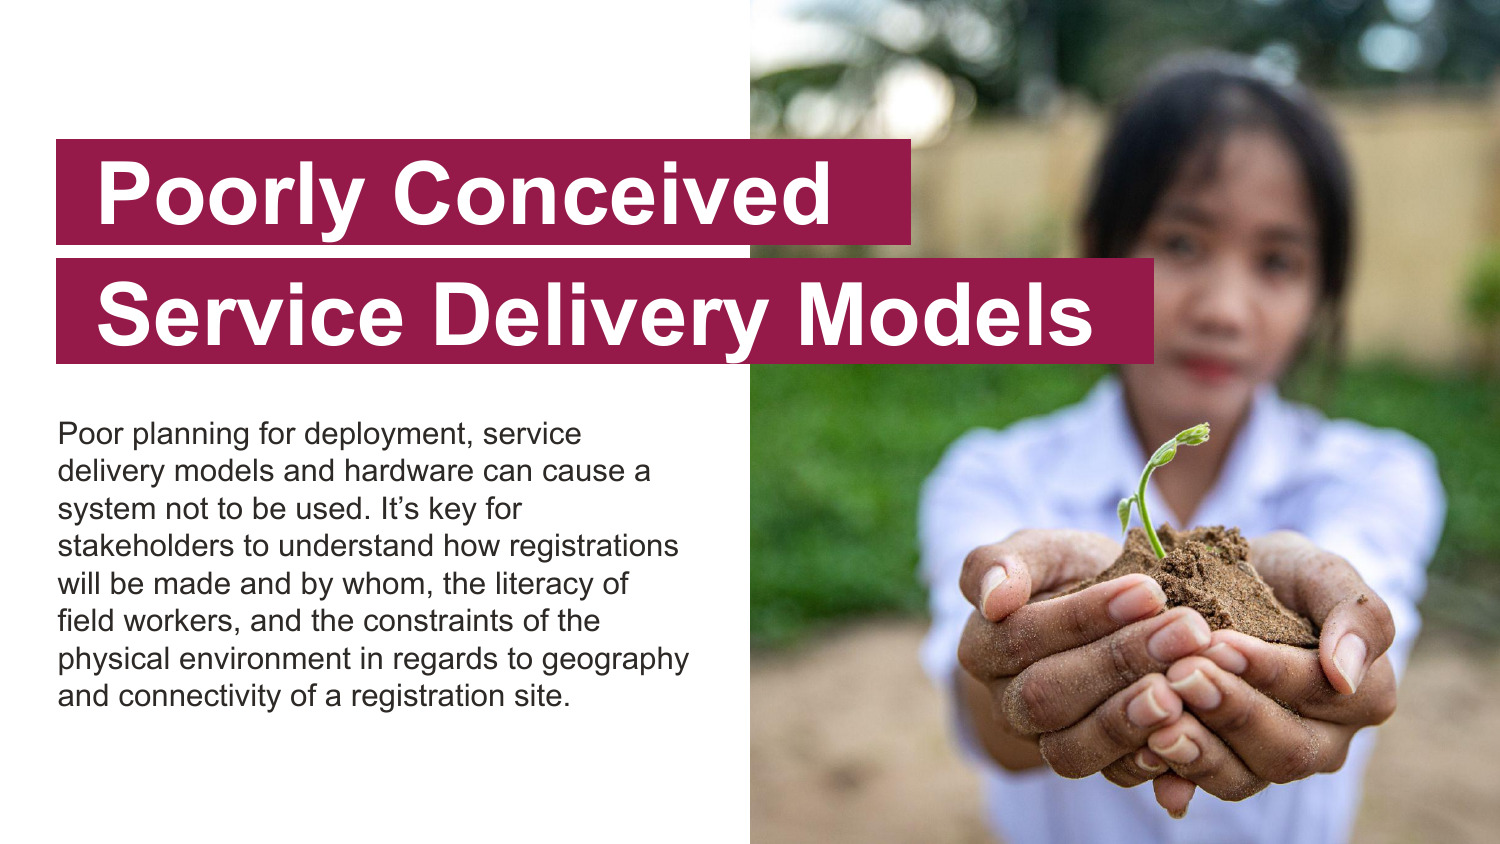 Poorly Conceived
Service Delivery Models
Poor planning for deployment, service
delivery models and hardware can cause a
system not to be used. It’s key for
stakeholders to understand how registrations
will be made and by whom, the literacy of
field workers, and the constraints of the
physical environment in regards to geography
and connectivity of a registration site.